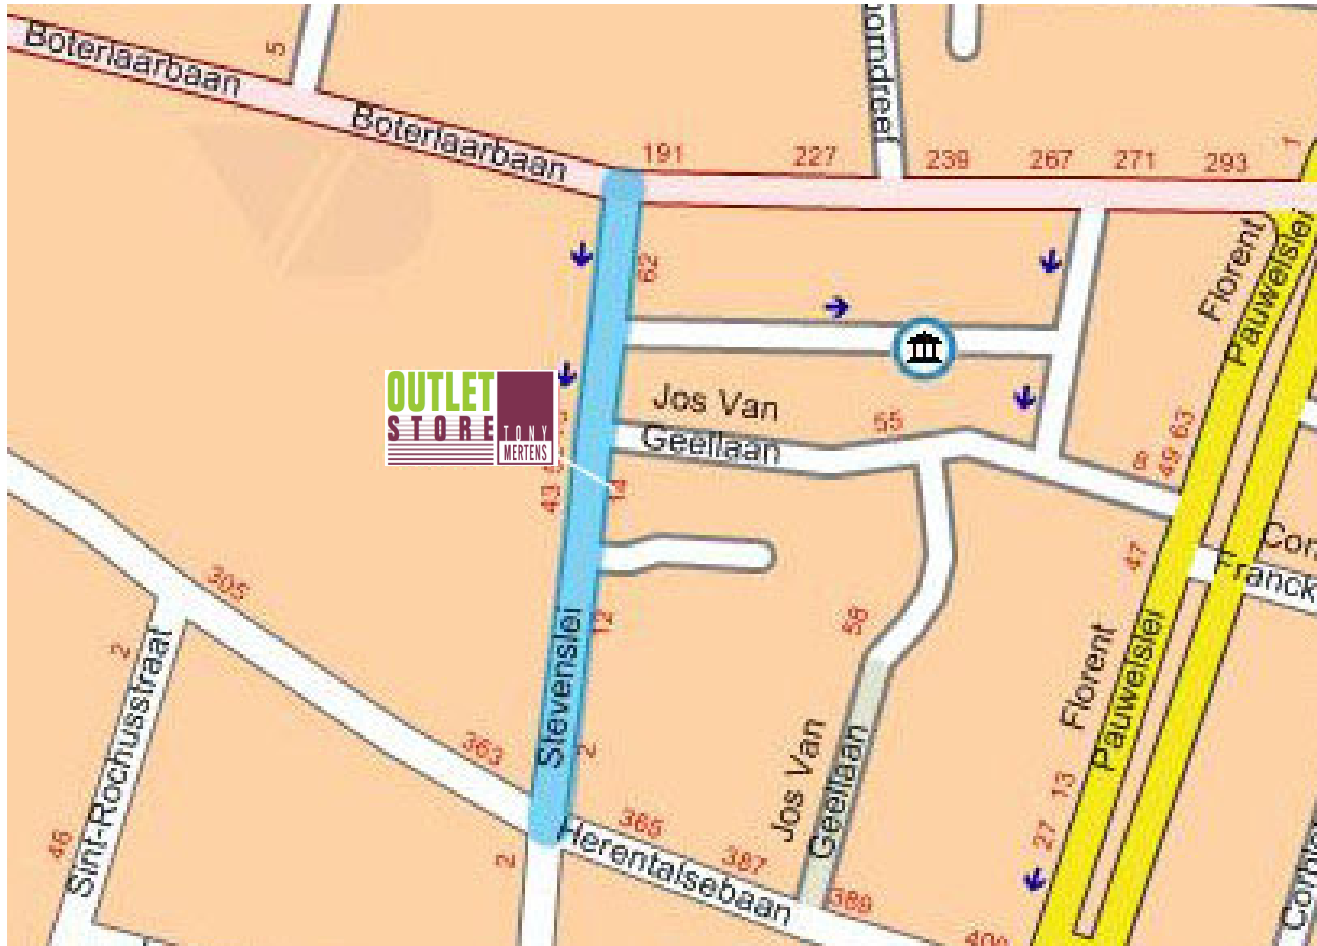 Boterlaarbaan
5
Boterlaarbaan
191
227
239
267
271
293
1
62
Florent
Pauwelslei
OUTLET
STORE
TONY
MERTENS
Jos Van
Geellaan
55
8
49
63
43
14
47
Franck
305
2
12
58
Stevenslei
Sint-Rochusstraat
Florent
Pauwelslei
363
2
Jos Van
Geellaan
13
27
365
387
389
46
2
Herentalsebaan